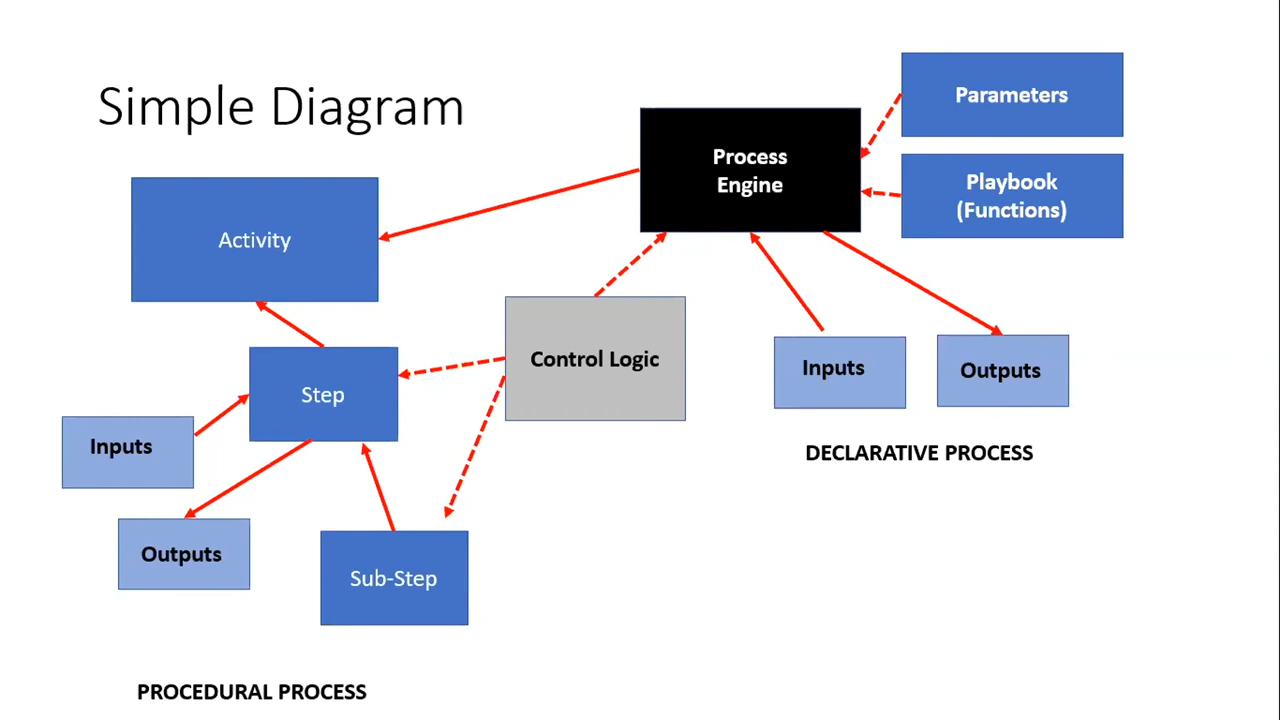 Simple Diagram
Parameters
Process
Engine
Playbook
(Functions)
Activity
Control Logic
Inputs
Outputs
Step
DECLARATIVE PROCESS
Inputs
Outputs
Sub-Step
PROCEDURAL PROCESS